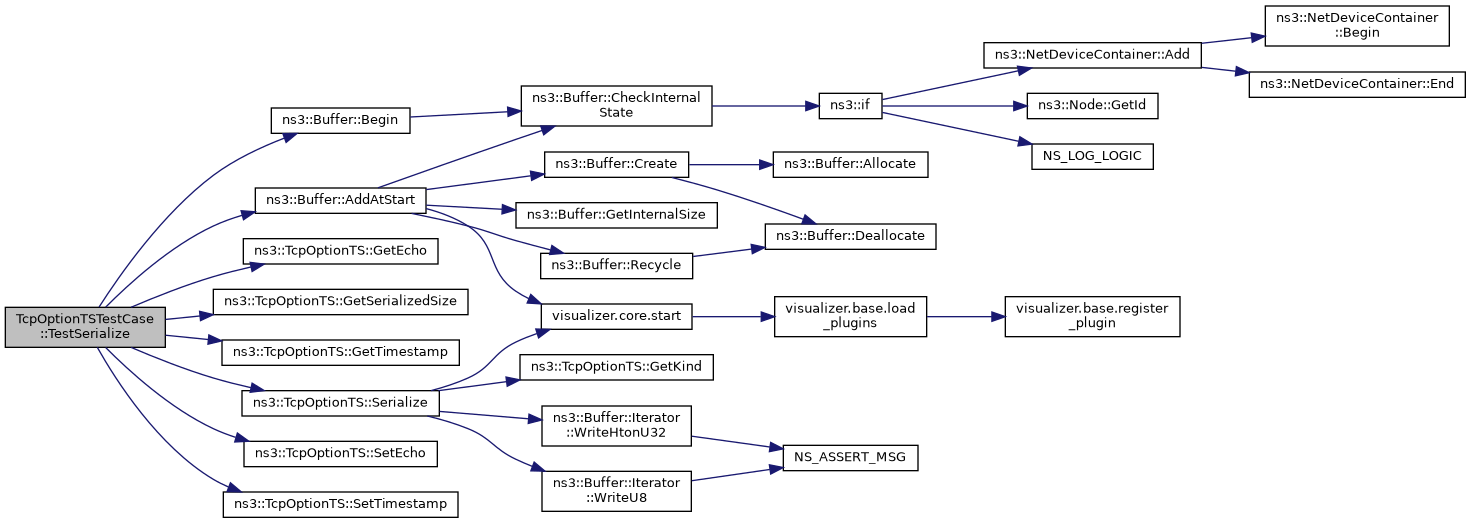 TcpOptionTSTestCase
::TestSerialize
ns3::Buffer::Begin
ns3::Buffer::AddAtStart
ns3::TcpOptionTS::GetEcho
ns3::TcpOptionTS::GetSerializedSize
ns3::TcpOptionTS::GetTimestamp
ns3::TcpOptionTS::Serialize
ns3::TcpOptionTS::SetEcho
ns3::TcpOptionTS::SetTimestamp
ns3::Buffer::CheckInternal
State
ns3::Buffer::Create
ns3::Buffer::GetInternalSize
ns3::Buffer::Recycle
visualizer.core.start
ns3::TcpOptionTS::GetKind
ns3::Buffer::Iterator
::WriteHtonU32
ns3::Buffer::Iterator
::WriteU8
ns3::if
ns3::Buffer::Allocate
ns3::Buffer::Deallocate
visualizer.base.load
_plugins
NS_ASSERT_MSG
ns3::NetDeviceContainer::Add
ns3::Node::GetId
NS_LOG_LOGIC
visualizer.base.register
_plugin
ns3::NetDeviceContainer
::Begin
ns3::NetDeviceContainer::End